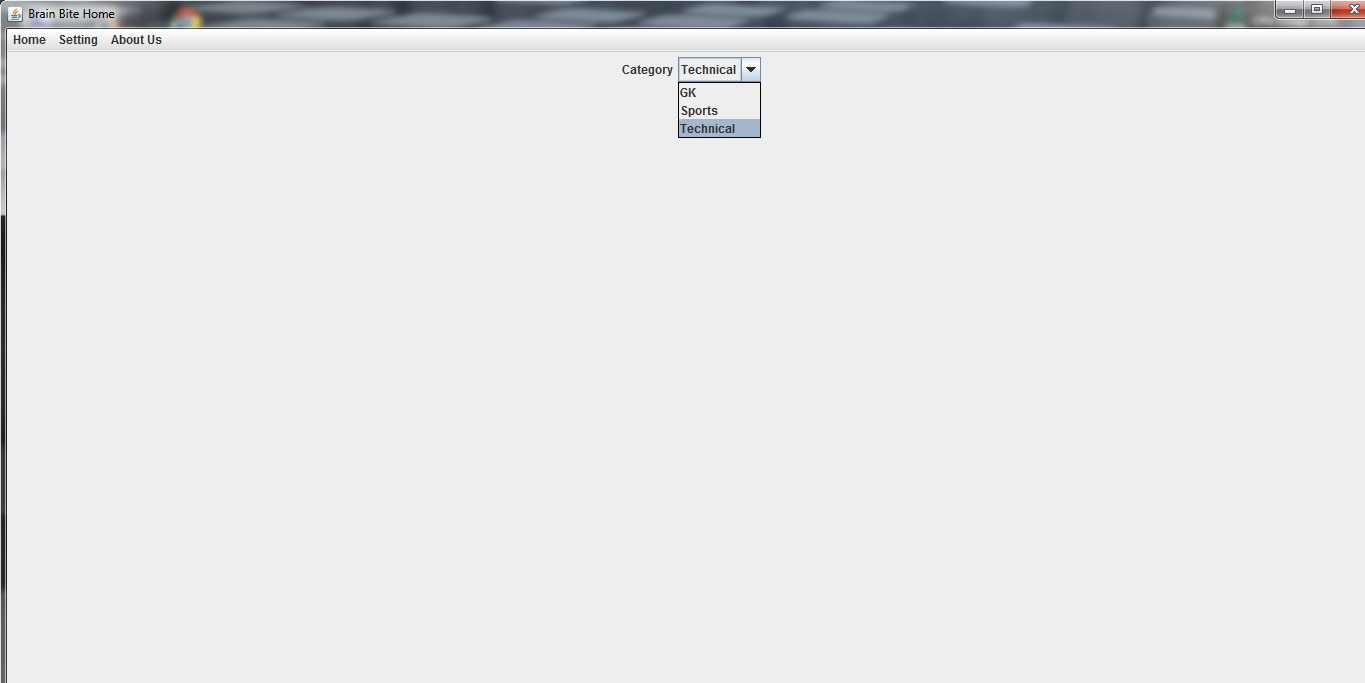 Brain Bite Home
Home Setting About Us
Category Technical
GK
Sports
Technical